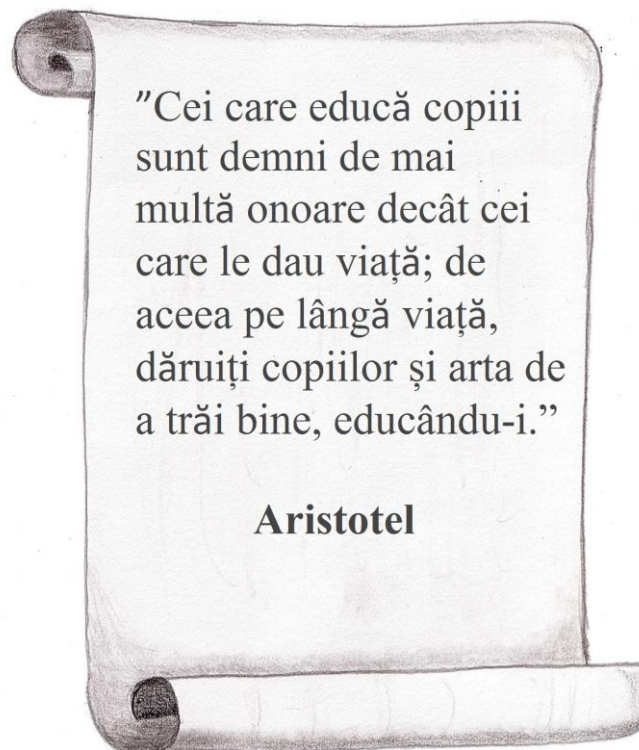 ”Cei care educă copiii
sunt demni de mai
multă onoare decât cei
care le dau viață; de
aceea pe lângă viață,
dăruiți copiilor și arta de
a trăi bine, educându-i.”
Aristotel